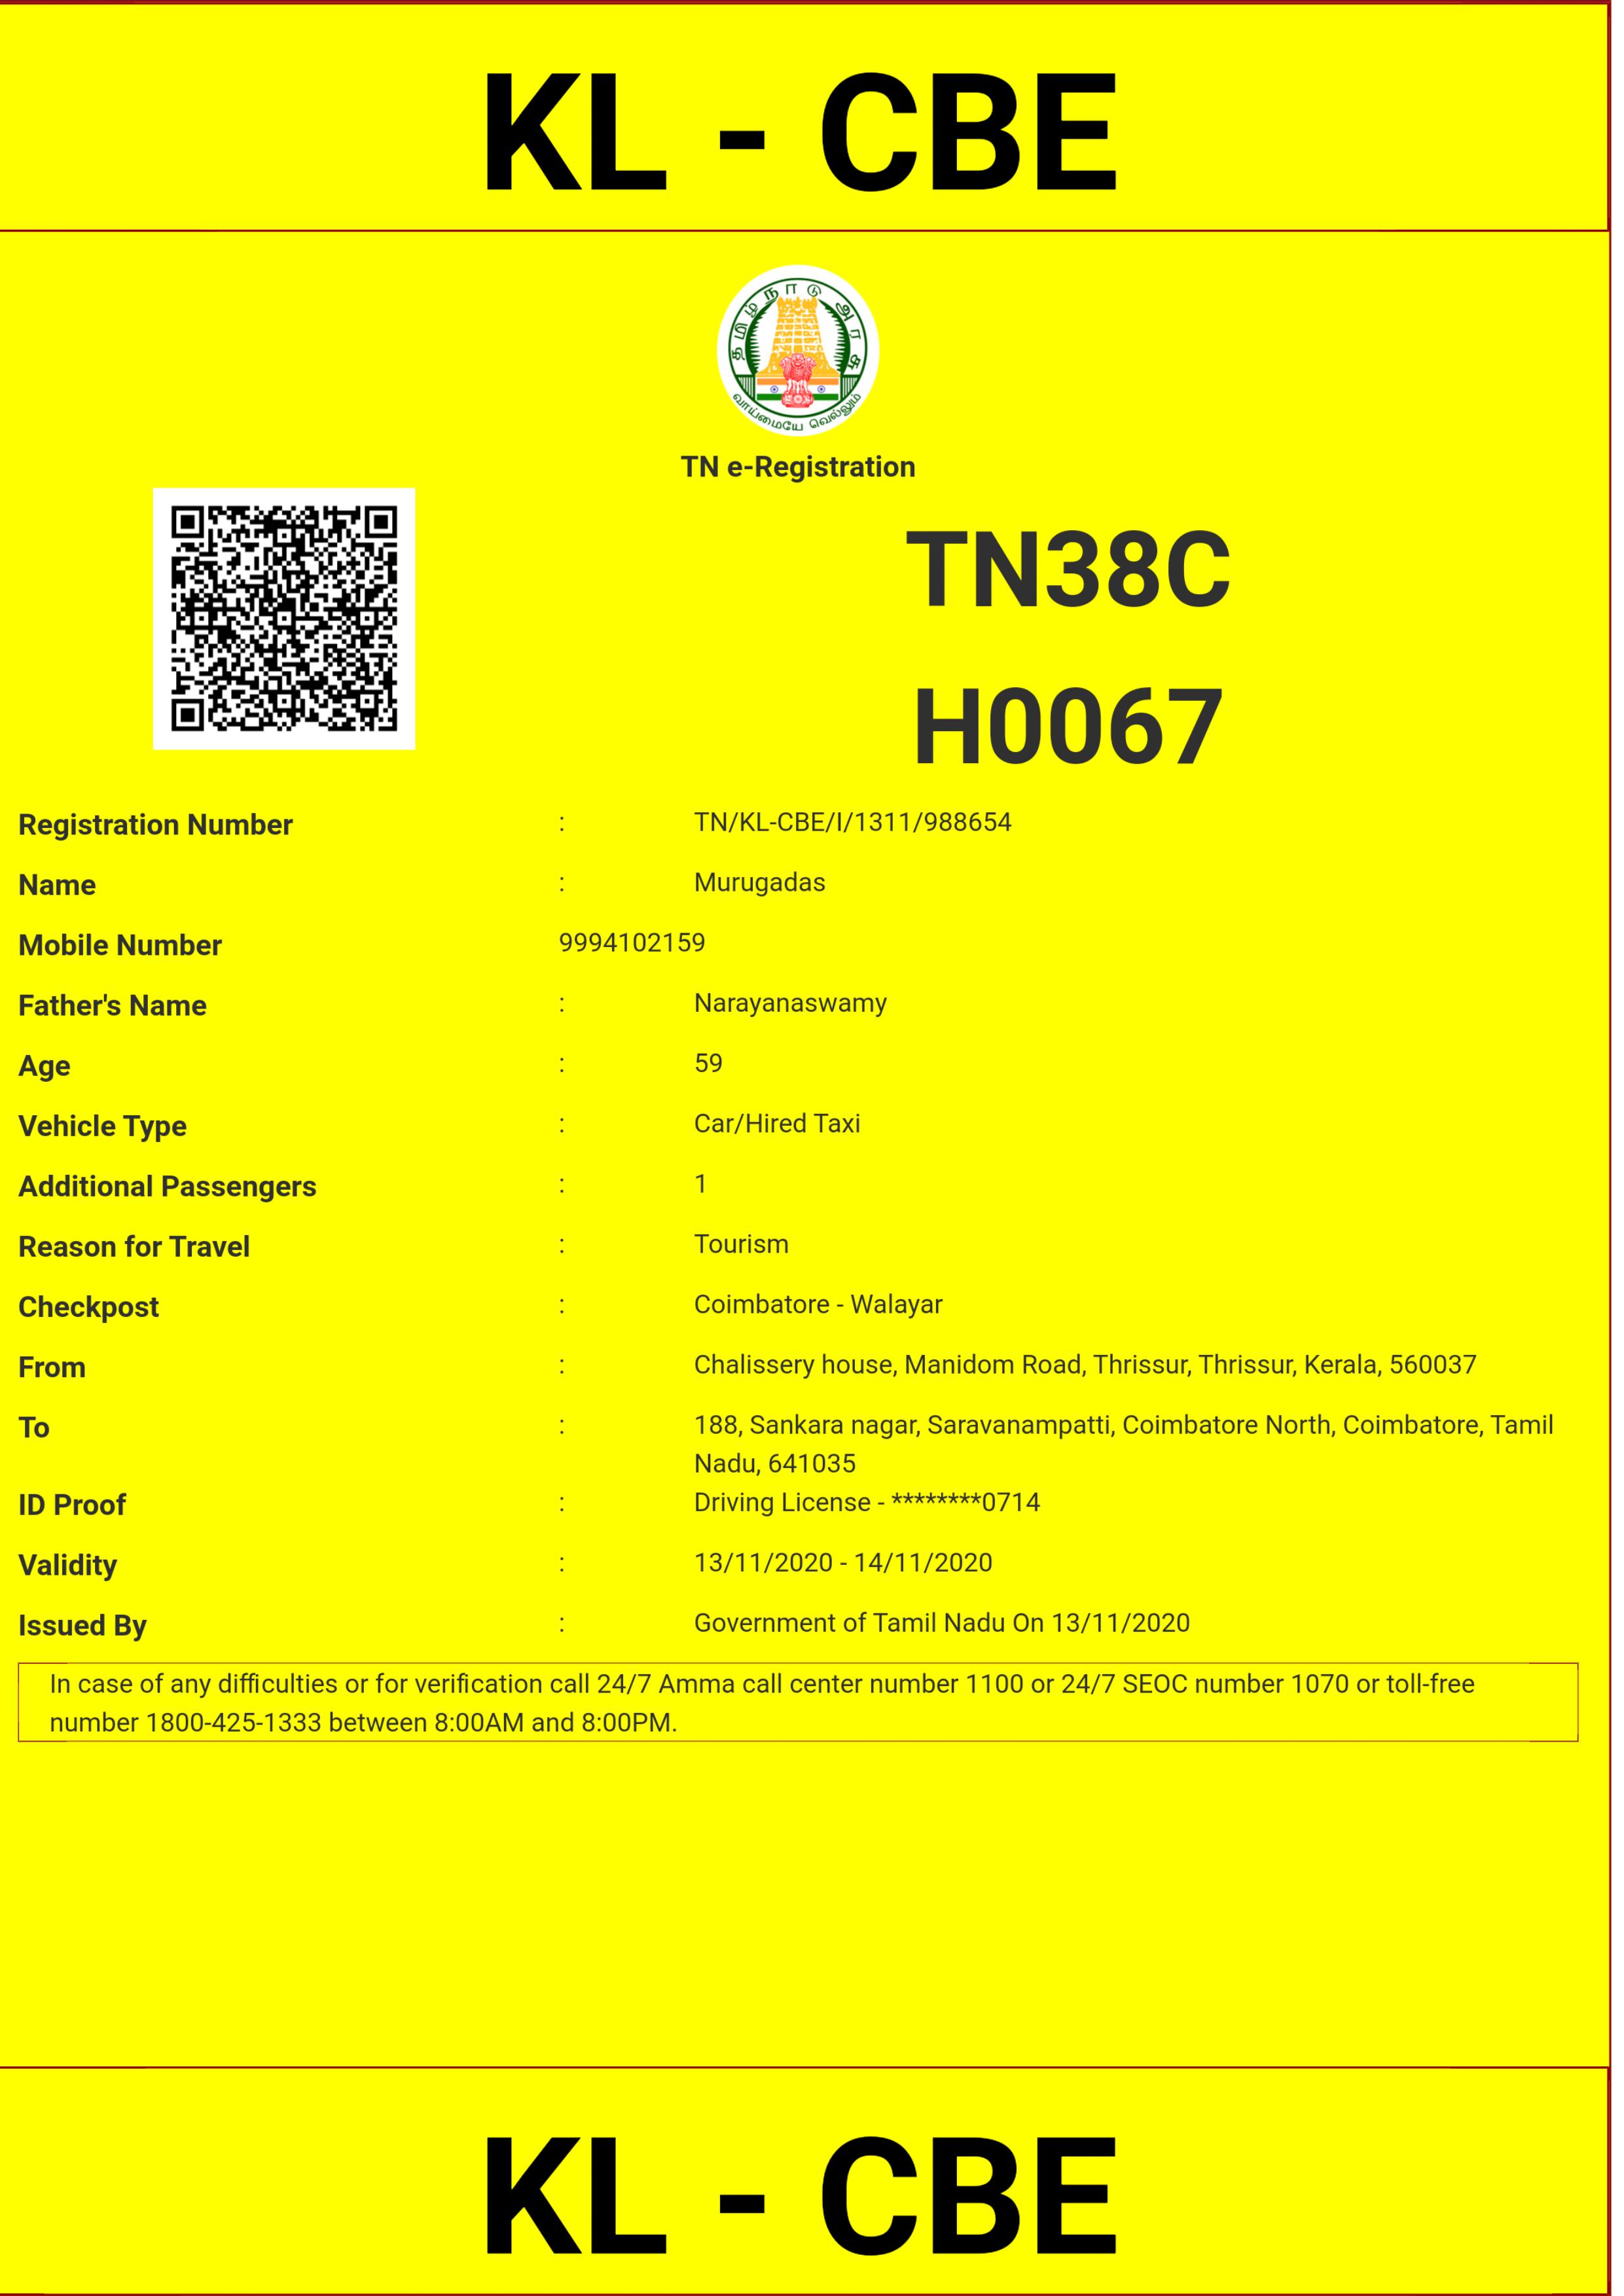 KL - CBE
தமிழ்நாடு அரசு
வாய்மையே வெல்லும்
TN e-Registration
TN38C
H0067
Registration Number : TN/KL-CBE/I/1311/988654
Name : Murugadas
Mobile Number 9994102159
Father's Name : Narayanaswamy
Age : 59
Vehicle Type : Car/Hired Taxi
Additional Passengers : 1
Reason for Travel : Tourism
Checkpost : Coimbatore - Walayar
From : Chalissery house, Manidom Road, Thrissur, Thrissur, Kerala, 560037
To : 188, Sankara nagar, Saravanampatti, Coimbatore North, Coimbatore, Tamil
Nadu, 641035
ID Proof : Driving License - ********0714
Validity : 13/11/2020 - 14/11/2020
Issued By : Government of Tamil Nadu On 13/11/2020
In case of any difficulties or for verification call 24/7 Amma call center number 1100 or 24/7 SEOC number 1070 or toll-free
number 1800-425-1333 between 8:00AM and 8:00PM.
KL - CBE